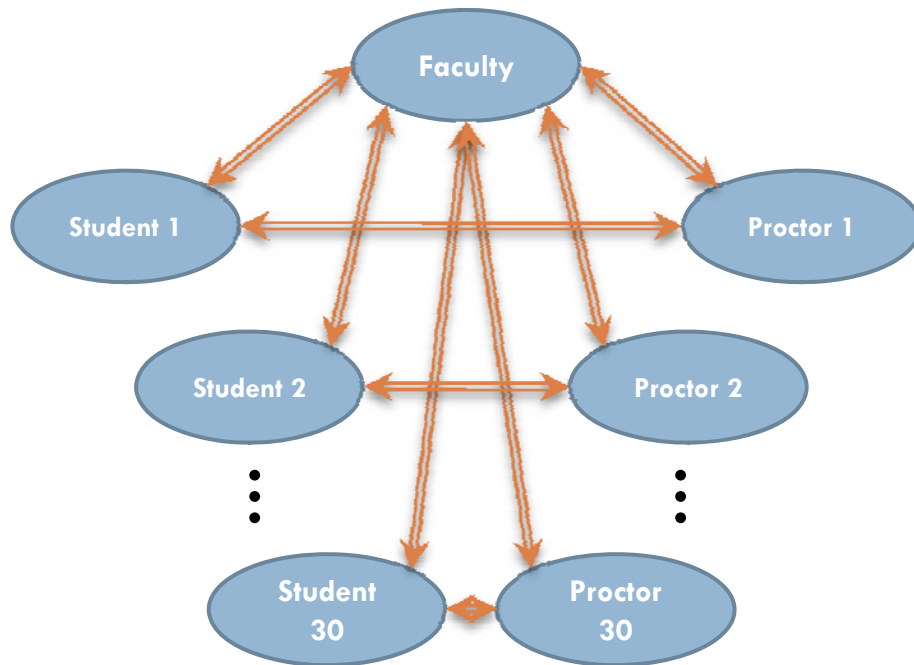 Faculty
Student 1
Proctor 1
Student 2
Proctor 2
Student
30
Proctor
30